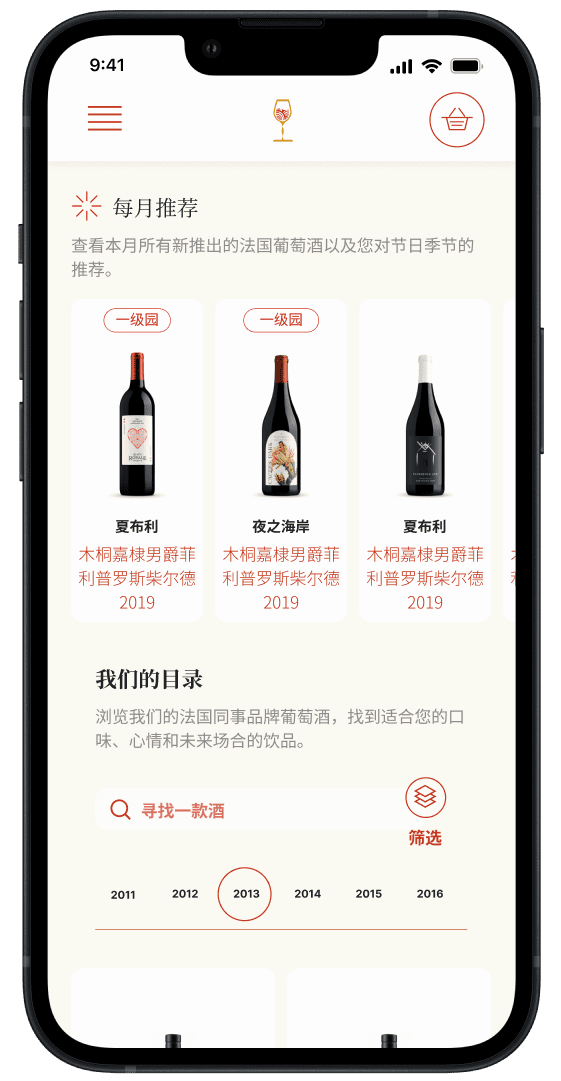 9:41
每月推荐
查看本月所有新推出的法国葡萄酒以及您对节日季节的
推荐。
一级园
一级园
夏布利
木桐嘉棣男爵菲
利普罗斯柴尔德
2019
夜之海岸
木桐嘉棣男爵菲
利普罗斯柴尔德
2019
夏布利
木桐嘉棣男爵菲
利普罗斯柴尔德
2019
我们的目录
浏览我们的法国同事品牌葡萄酒，找到适合您的口
味、心情和未来场合的饮品。
寻找一款酒
筛选
2011 2012 2013 2014 2015 2016